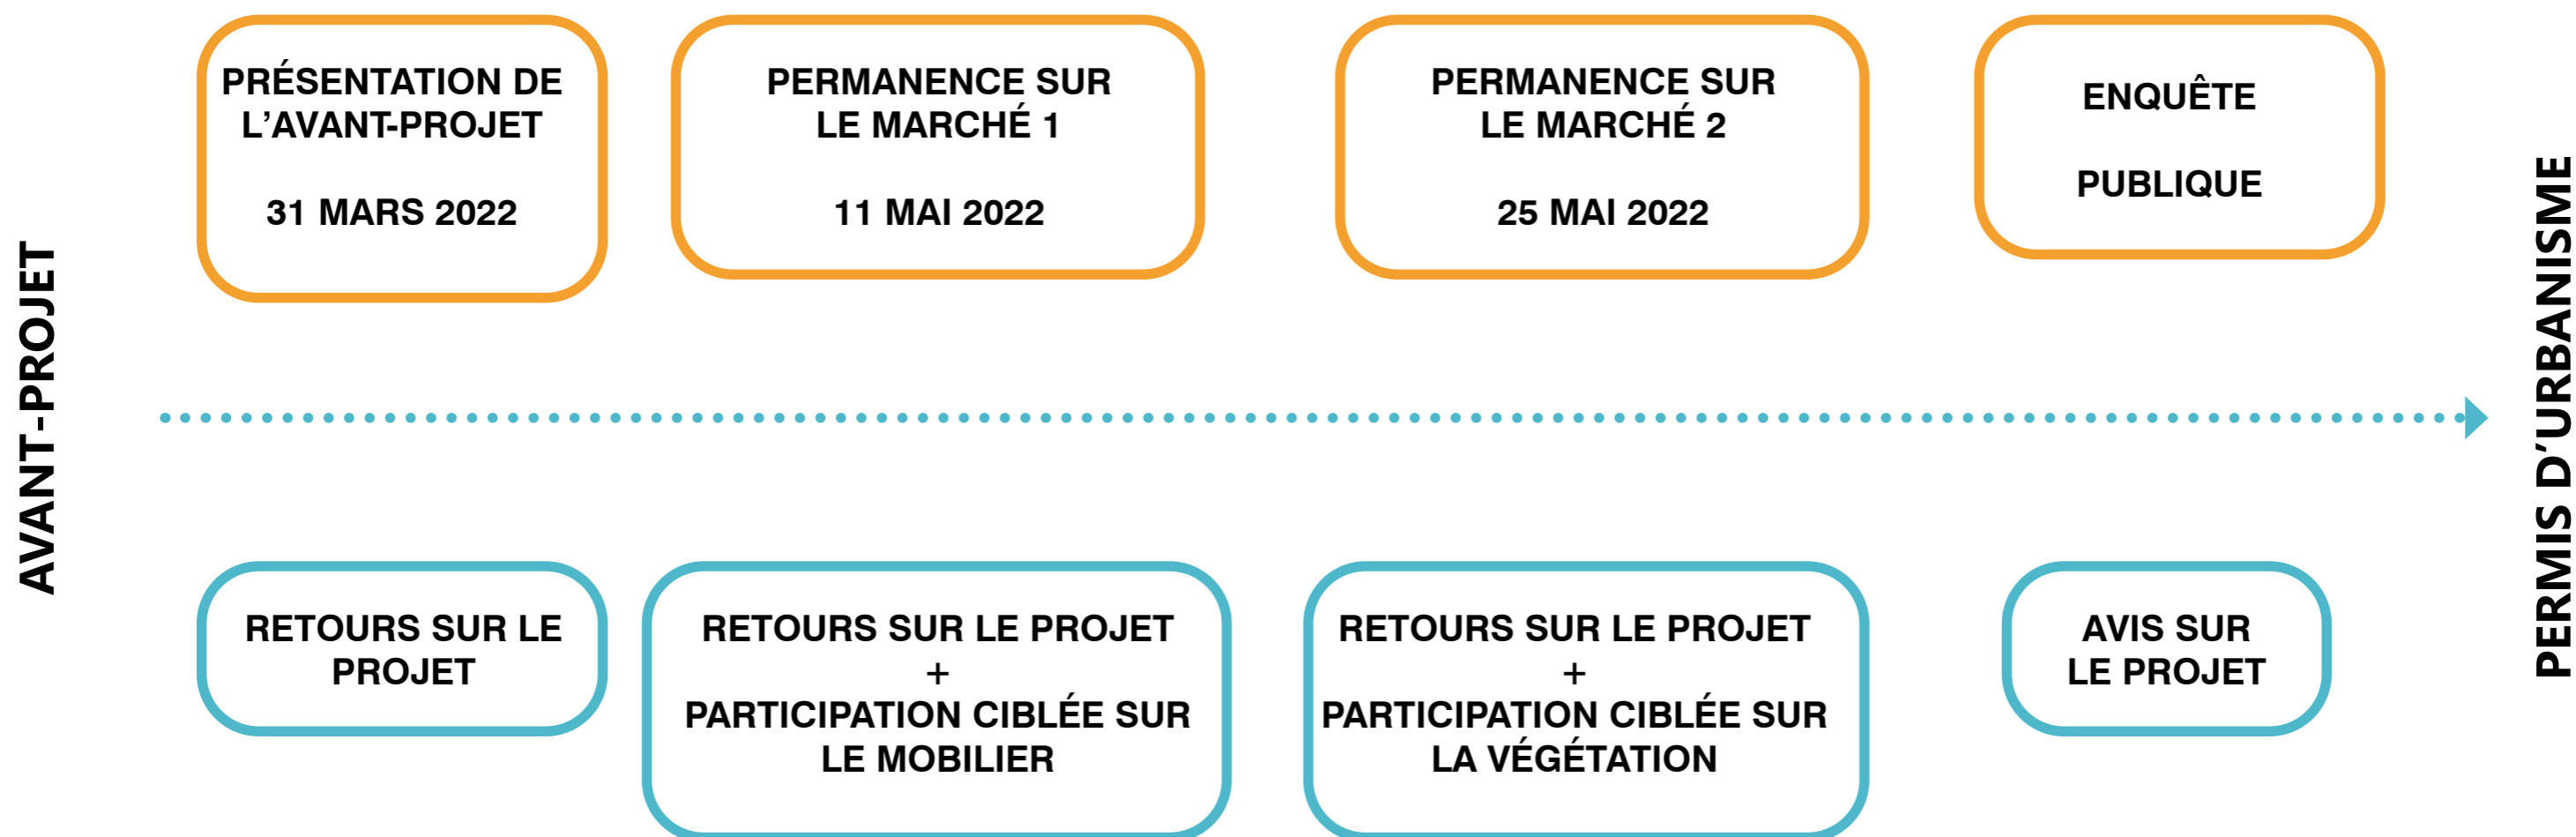 AVANT-PROJET
PRÉSENTATION DE
L'AVANT-PROJET
31 MARS 2022
PERMANENCE SUR
LE MARCHÉ 1
11 MAI 2022
PERMANENCE SUR
LE MARCHÉ 2
25 MAI 2022
ENQUÊTE
PUBLIQUE
RETOURS SUR LE
PROJET
RETOURS SUR LE PROJET
+
PARTICIPATION CIBLÉE SUR
LE MOBILIER
RETOURS SUR LE PROJET
+
PARTICIPATION CIBLÉE SUR
LA VÉGÉTATION
AVIS SUR
LE PROJET
PERMIS D'URBANISME